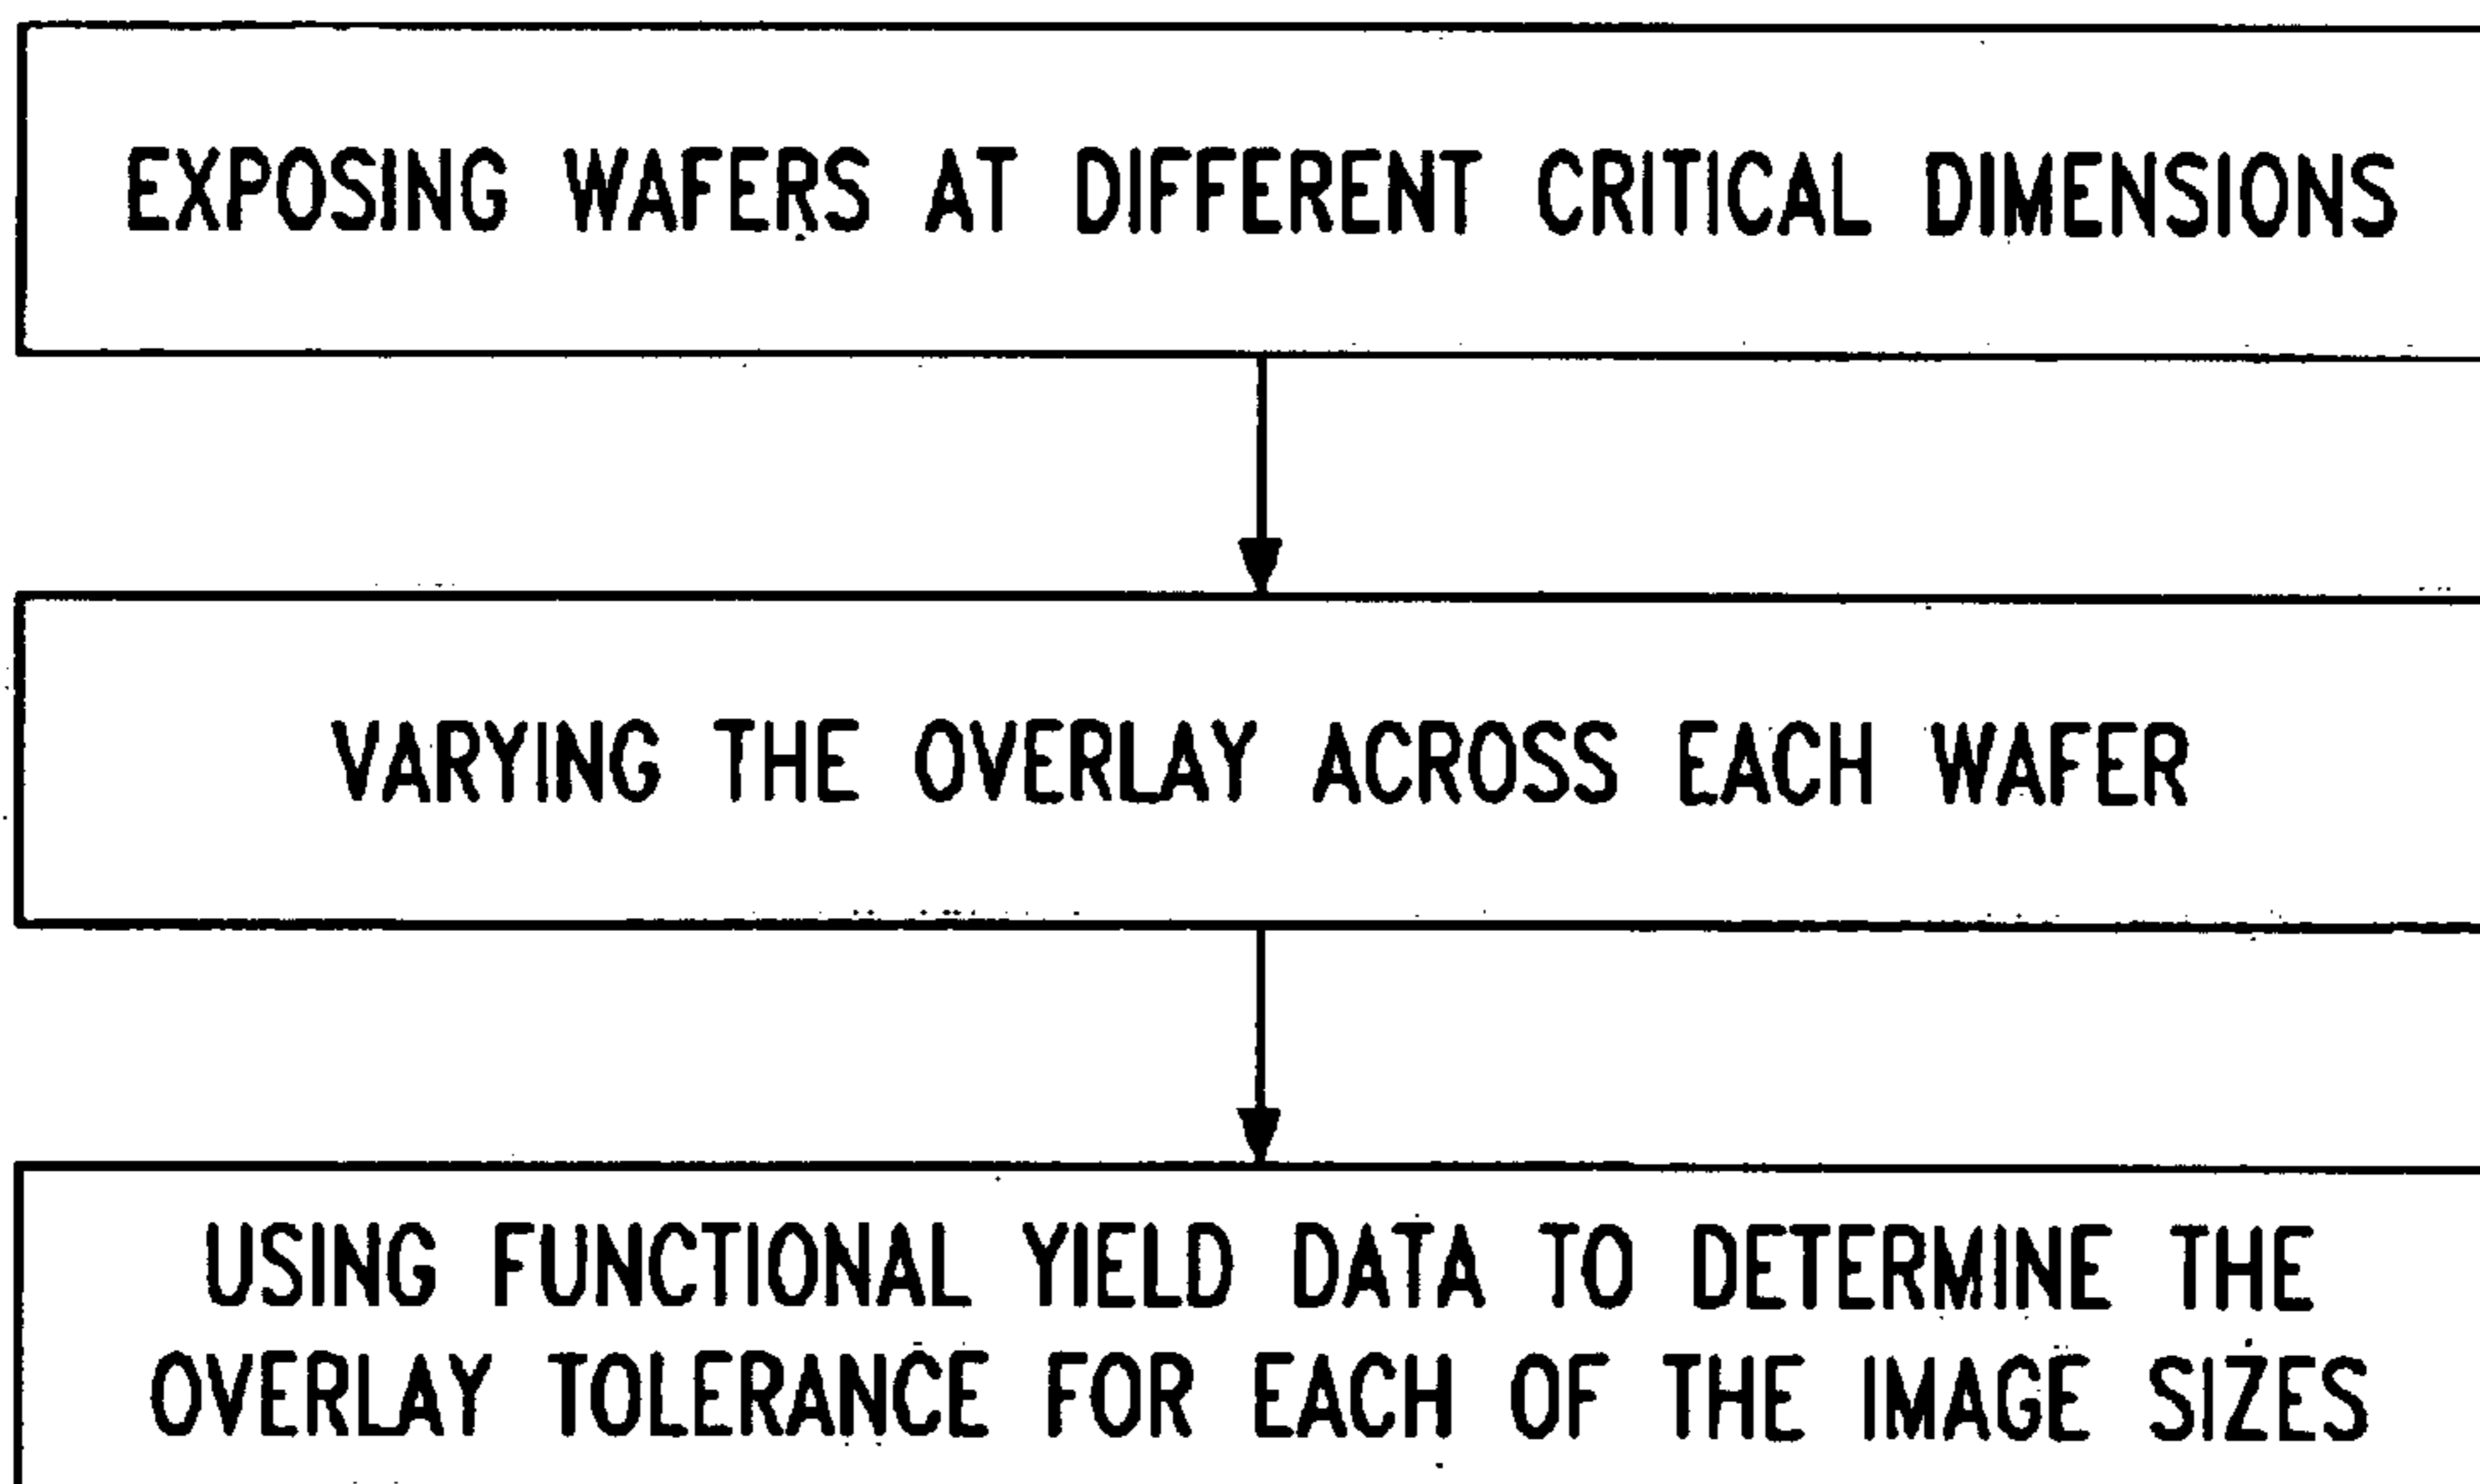 EXPOSING WAFERS AT DIFFERENT CRITICAL DIMENSIONS
VARYING THE OVERLAY ACROSS EACH WAFER
USING FUNCTIONAL YIELD DATA TO DETERMINE THE
OVERLAY TOLERANCE FOR EACH OF THE IMAGE SIZES